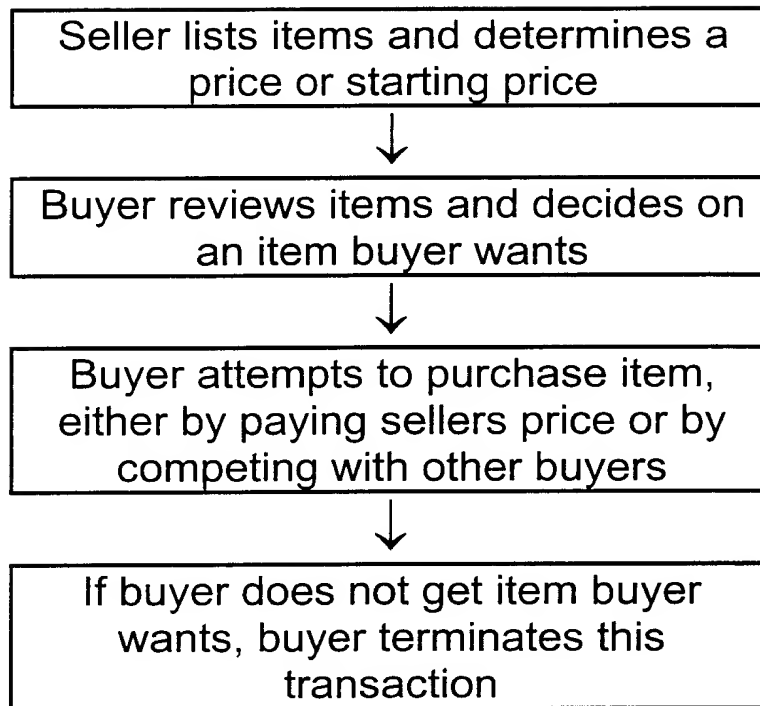 Seller lists items and determines a
price or starting price
Buyer reviews items and decides on
an item buyer wants
Buyer attempts to purchase item,
either by paying sellers price or by
competing with other buyers
If buyer does not get item buyer
wants, buyer terminates this
transaction